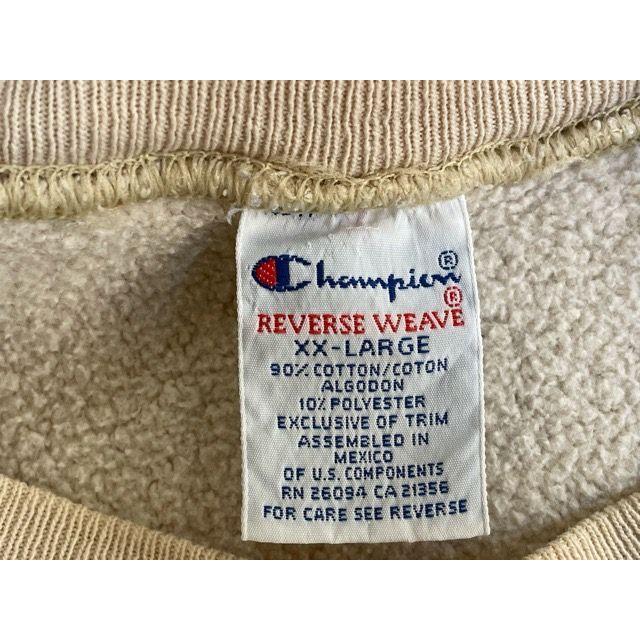 Champion®
REVERSE WEAVE®
XX-LARGE
90% COTTON/COTON
ALGODON
10% POLYESTER
EXCLUSIVE OF TRIM
ASSEMBLED IN
MEXICO
OF U.S. COMPONENTS
RN 26094 CA 21356
FOR CARE SEE REVERSE